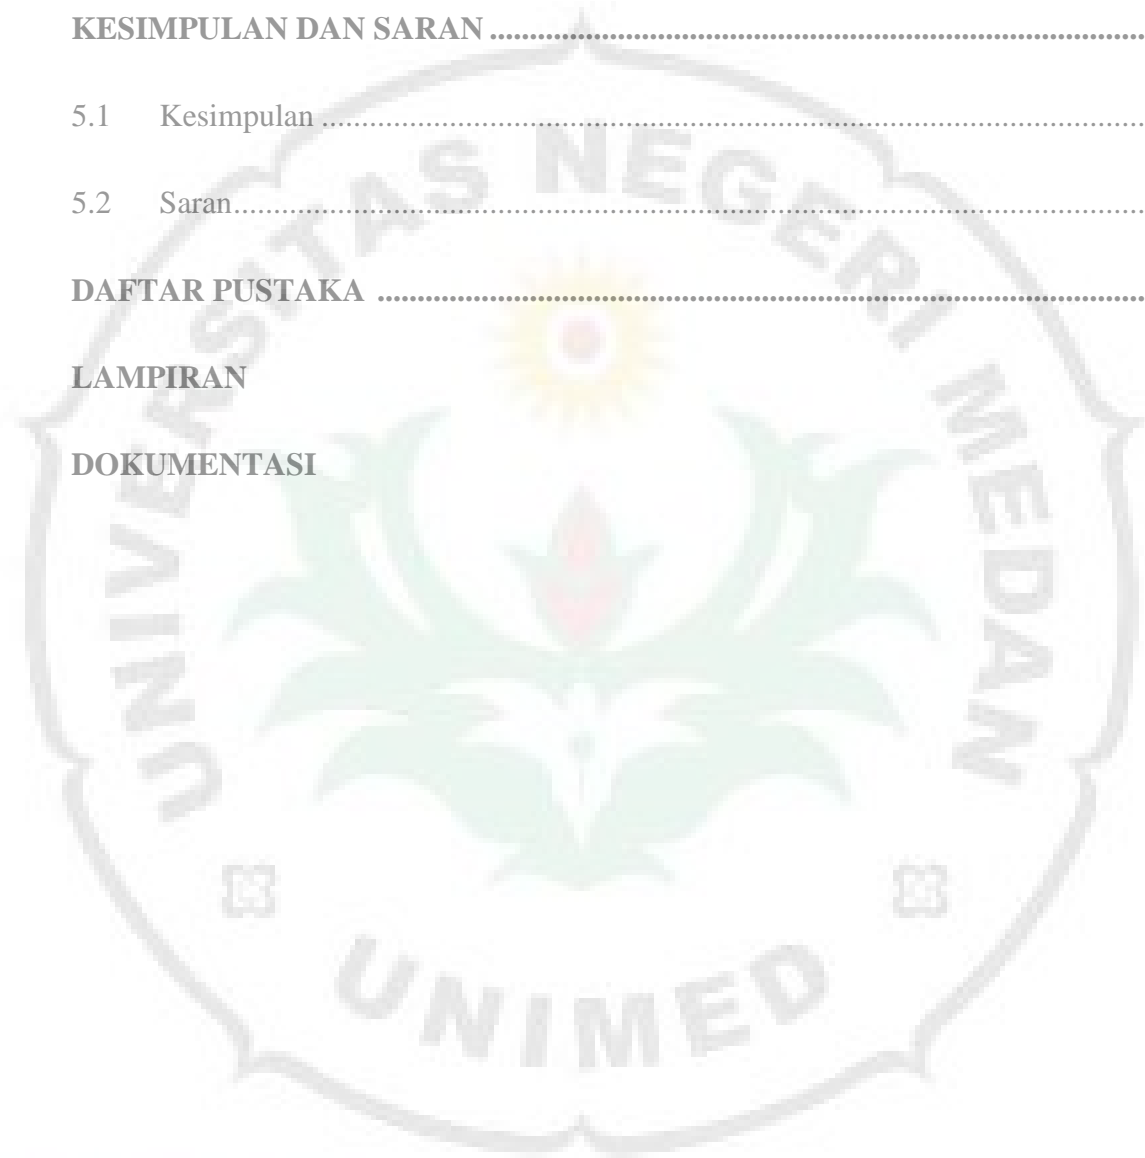 KESIMPULAN DAN SARAN ..................................................................................
5.1 Kesimpulan .......................................................................................................
5.2 Saran...................................................................................................................
DAFTAR PUSTAKA ................................................................................................
LAMPIRAN
DOKUMENTASI
UNIVERSITAS NEGERI MEDAN
UNIMED